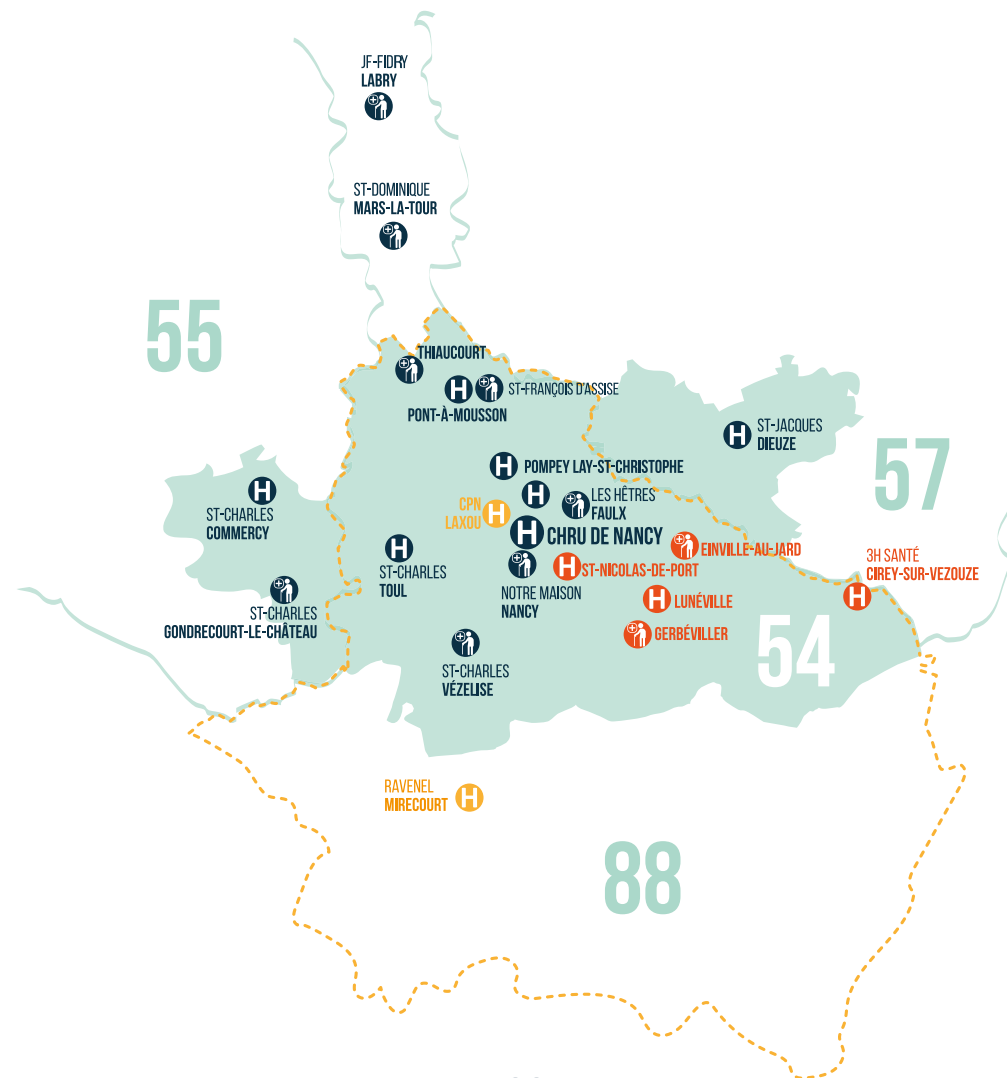 JF-FIDRY
LABRY
ST-DOMINIQUE
MARS-LA-TOUR
55
THIAUCOURT
H
ST-FRANÇOIS D'ASSISE
PONT-À-MOUSSON
H
ST-JACQUES
DIEUZE
57
H
POMPEY LAY-ST-CHRISTOPHE
H
ST-CHARLES
COMMERCY
H
LES HÊTRES
FAULX
CPN
LAXOU
H
H
CHRU DE NANCY
EINVILLE-AU-JARD
H
ST-CHARLES
TOUL
H
ST-NICOLAS-DE-PORT
3H SANTÉ
CIREY-SUR-VEZOUZE
H
NOTRE MAISON
NANCY
H
LUNÉVILLE
ST-CHARLES
GONDRECOURT-LE-CHÂTEAU
GERBÉVILLER
54
ST-CHARLES
VÉZELISE
RAVENEL
MIRECOURT
H
88